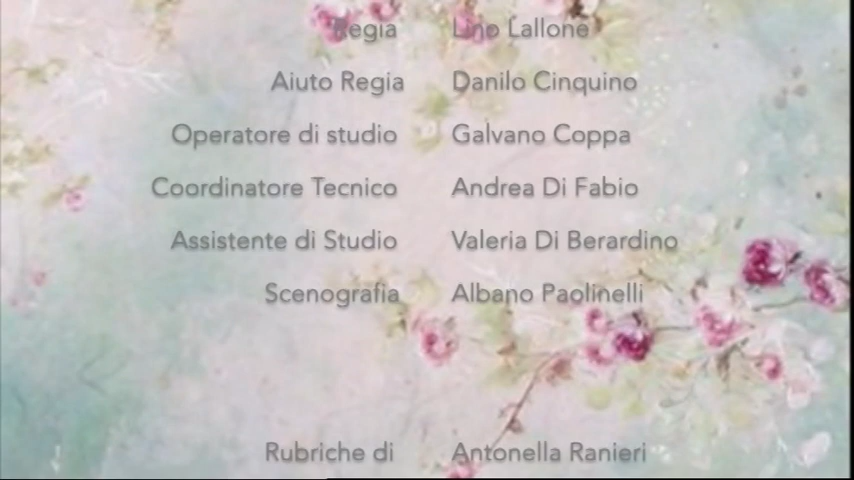 Regia Lino Lallone
Aiuto Regia Danilo Cinquino
Operatore di studio Galvano Coppa
Coordinatore Tecnico Andrea Di Fabio
Assistente di Studio Valeria Di Berardino
Scenografia Albano Paolinelli
Rubriche di Antonella Ranieri